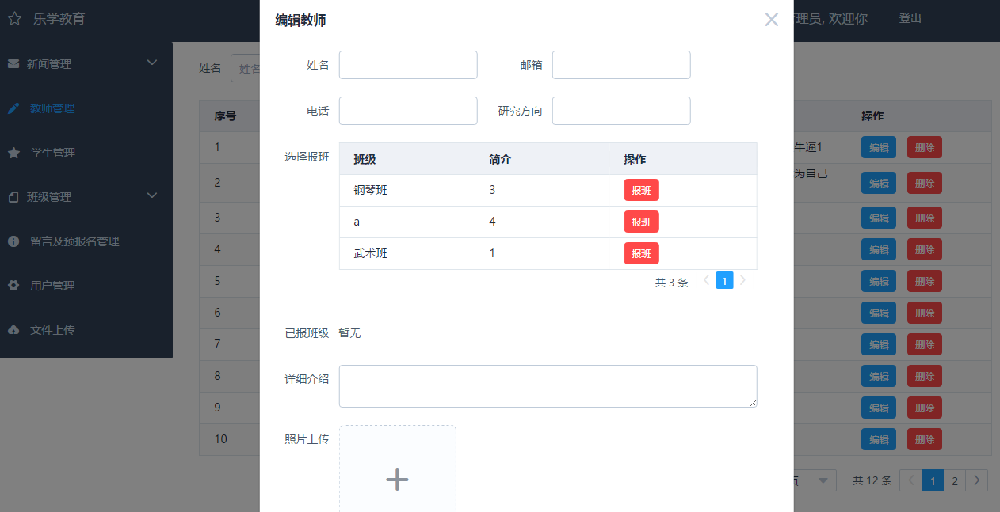 乐学教育
编辑教师
管理员, 欢迎你
登出
新闻管理
教师管理
学生管理
班级管理
留言及预报名管理
用户管理
文件上传
姓名 姓名
序号 操作
1 牛逼1 编辑 删除
2 为自己 编辑 删除
3 编辑 删除
4 编辑 删除
5 编辑 删除
6 编辑 删除
7 编辑 删除
8 编辑 删除
9 编辑 删除
10 编辑 删除
页 共 12 条 1 2
姓名 邮箱
电话 研究方向
选择报班
班级 简介 操作
钢琴班 3 报班
a 4 报班
武术班 1 报班
共 3 条 1
已报班级 暂无
详细介绍
照片上传